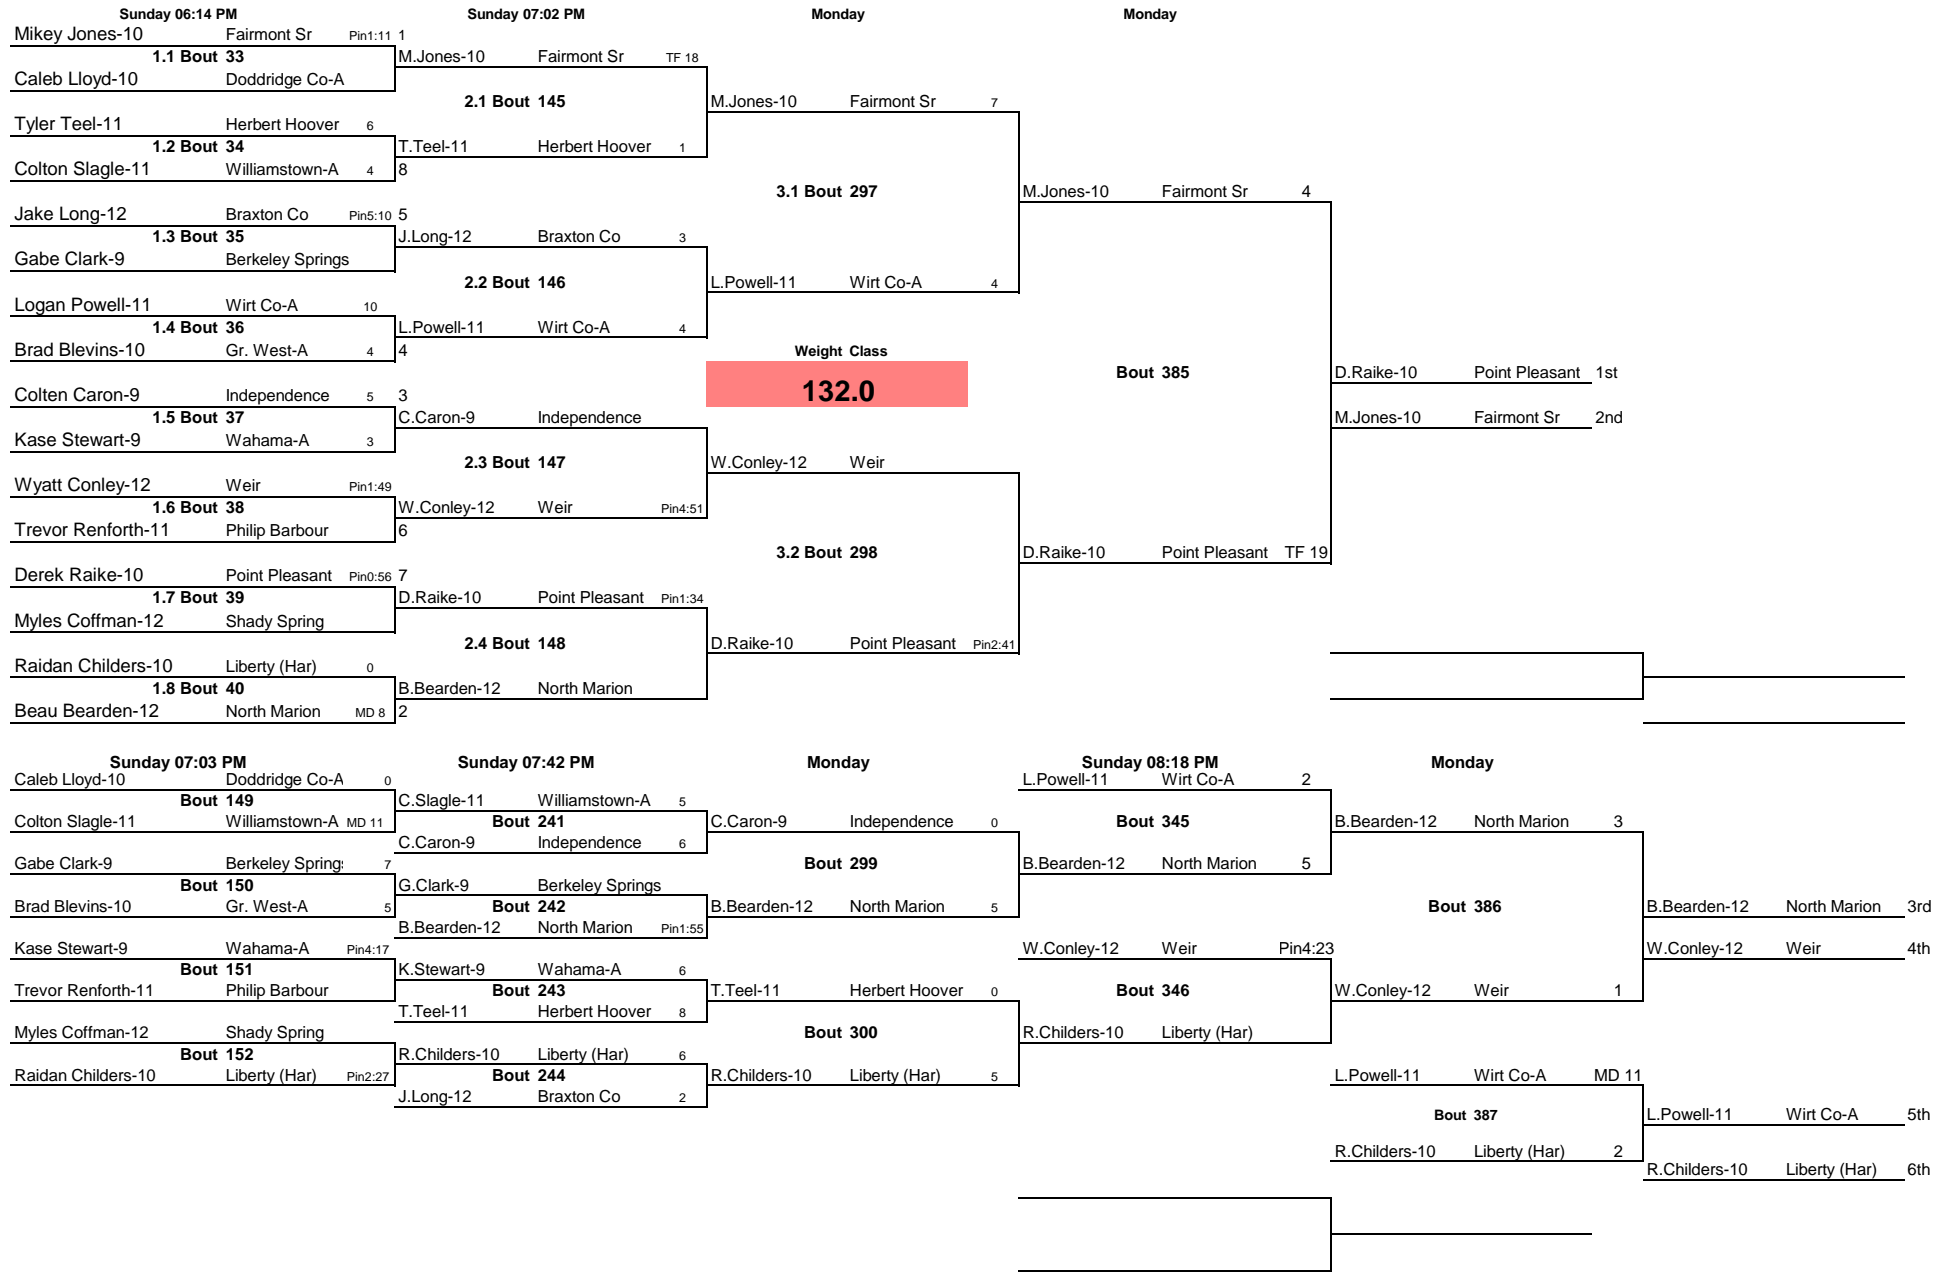 Sunday 06:14 PM Sunday 07:02 PM Monday Monday
Mikey Jones-10 Fairmont Sr Pin1:11 1
1.1 Bout 33 M.Jones-10 Fairmont Sr TF 18
Caleb Lloyd-10 Doddridge Co-A
2.1 Bout 145 M.Jones-10 Fairmont Sr 7
Tyler Teel-11 Herbert Hoover 6
1.2 Bout 34 T.Teel-11 Herbert Hoover 1
Colton Slagle-11 Williamstown-A 4 8
3.1 Bout 297 M.Jones-10 Fairmont Sr 4
Jake Long-12 Braxton Co Pin5:10 5
1.3 Bout 35 J.Long-12 Braxton Co 3
Gabe Clark-9 Berkeley Springs
2.2 Bout 146 L.Powell-11 Wirt Co-A 4
Logan Powell-11 Wirt Co-A 10
1.4 Bout 36 L.Powell-11 Wirt Co-A 4
Brad Blevins-10 Gr. West-A 4 4 Weight Class
Bout 385 D.Raike-10 Point Pleasant 1st
Colten Caron-9 Independence 5 3 132.0
1.5 Bout 37 C.Caron-9 Independence M.Jones-10 Fairmont Sr 2nd
Kase Stewart-9 Wahama-A 3
2.3 Bout 147 W.Conley-12 Weir
Wyatt Conley-12 Weir Pin1:49
1.6 Bout 38 W.Conley-12 Weir Pin4:51
Trevor Renforth-11 Philip Barbour 6
3.2 Bout 298 D.Raike-10 Point Pleasant TF 19
Derek Raike-10 Point Pleasant Pin0:56 7
1.7 Bout 39 D.Raike-10 Point Pleasant Pin1:34
Myles Coffman-12 Shady Spring
2.4 Bout 148 D.Raike-10 Point Pleasant Pin2:41
Raidan Childers-10 Liberty (Har) 0
1.8 Bout 40 B.Bearden-12 North Marion
Beau Bearden-12 North Marion MD 8 2
Sunday 07:03 PM Sunday 07:42 PM Monday Sunday 08:18 PM Monday
Caleb Lloyd-10 Doddridge Co-A 0 L.Powell-11 Wirt Co-A 2
Bout 149 C.Slagle-11 Williamstown-A 5
Colton Slagle-11 Williamstown-A MD 11 Bout 241 C.Caron-9 Independence 0 Bout 345 B.Bearden-12 North Marion 3
C.Caron-9 Independence 6
Gabe Clark-9 Berkeley Springs 7 Bout 299 B.Bearden-12 North Marion 5
Bout 150 G.Clark-9 Berkeley Springs
Brad Blevins-10 Gr. West-A 5 Bout 242 B.Bearden-12 North Marion 5 Bout 386 B.Bearden-12 North Marion 3rd
B.Bearden-12 North Marion Pin1:55
Kase Stewart-9 Wahama-A Pin4:17 W.Conley-12 Weir Pin4:23 W.Conley-12 Weir 4th
Bout 151 K.Stewart-9 Wahama-A 6
Trevor Renforth-11 Philip Barbour Bout 243 T.Teel-11 Herbert Hoover 0 Bout 346 W.Conley-12 Weir 1
T.Teel-11 Herbert Hoover 8
Myles Coffman-12 Shady Spring Bout 300 R.Childers-10 Liberty (Har)
Bout 152 R.Childers-10 Liberty (Har) 6
Raidan Childers-10 Liberty (Har) Pin2:27 Bout 244 R.Childers-10 Liberty (Har) 5 L.Powell-11 Wirt Co-A MD 11
J.Long-12 Braxton Co 2
Bout 387 L.Powell-11 Wirt Co-A 5th
R.Childers-10 Liberty (Har) 2
R.Childers-10 Liberty (Har) 6th